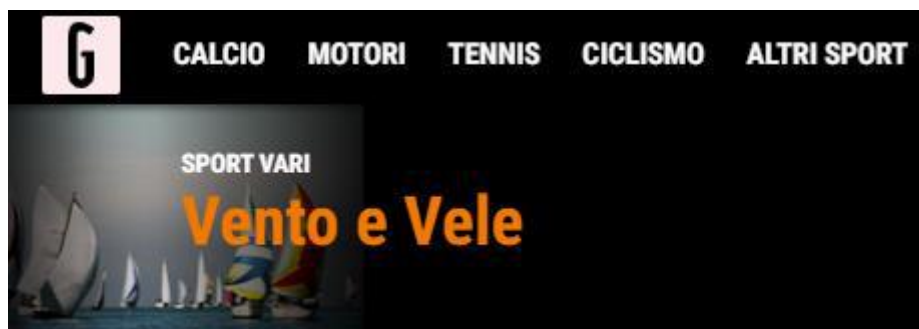 G CALCIO MOTORI TENNIS CICLISMO ALTRI SPORT
SPORT VARI
Vento e Vele